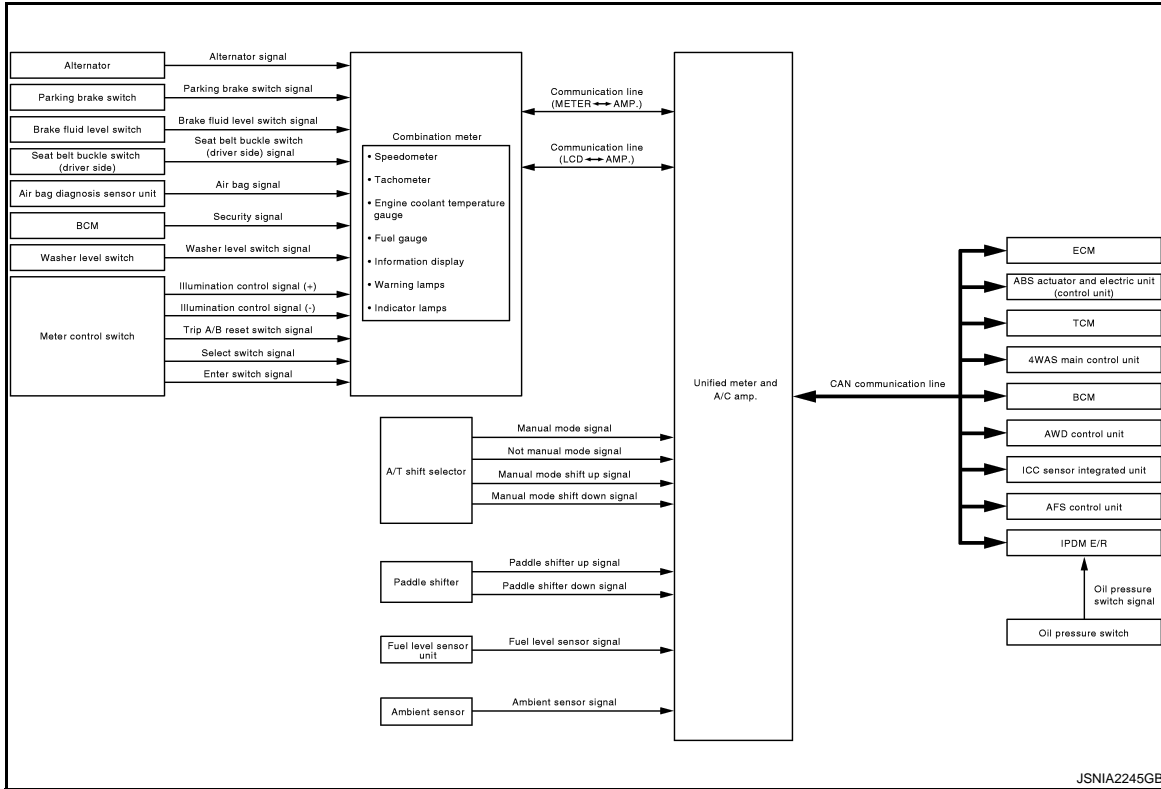 Alternator
Alternator signal
Parking brake switch
Parking brake switch signal
Brake fluid level switch
Brake fluid level switch signal
Seat belt buckle switch
(driver side)
Seat belt buckle switch
(driver side) signal
Air bag diagnosis sensor unit
Air bag signal
BCM
Security signal
Washer level switch
Washer level switch signal
Meter control switch
Illumination control signal (+)
Illumination control signal (-)
Trip A/B reset switch signal
Select switch signal
Enter switch signal
Combination meter
• Speedometer
• Tachometer
• Engine coolant temperature
gauge
• Fuel gauge
• Information display
• Warning lamps
• Indicator lamps
Communication line
(METER ↔ AMP.)
Communication line
(LCD ↔ AMP.)
A/T shift selector
Manual mode signal
Not manual mode signal
Manual mode shift up signal
Manual mode shift down signal
Paddle shifter
Paddle shifter up signal
Paddle shifter down signal
Fuel level sensor
unit
Fuel level sensor signal
Ambient sensor
Ambient sensor signal
Unified meter and
A/C amp.
CAN communication line
ECM
ABS actuator and electric unit
(control unit)
TCM
4WAS main control unit
BCM
AWD control unit
ICC sensor integrated unit
AFS control unit
IPDM E/R
Oil pressure
switch signal
Oil pressure switch
JSNIA2245GB